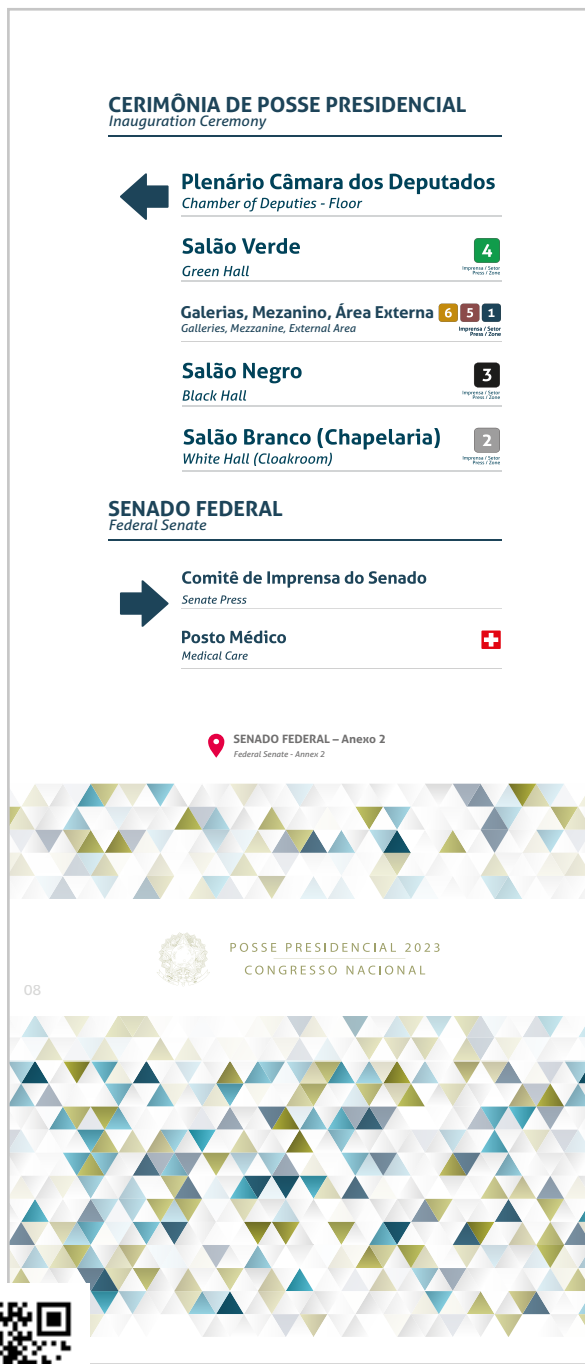 CERIMÔNIA DE POSSE PRESIDENCIAL
Inauguration Ceremony
Plenário Câmara dos Deputados
Chamber of Deputies - Floor
Salão Verde
Green Hall
4
Imprensa / Setor
Press / Zone
Galerias, Mezanino, Área Externa
Galleries, Mezzanine, External Area
6 5 1
Imprensa / Setor
Press / Zone
Salão Negro
Black Hall
3
Imprensa / Setor
Press / Zone
Salão Branco (Chapelaria)
White Hall (Cloakroom)
2
Imprensa / Setor
Press / Zone
SENADO FEDERAL
Federal Senate
Comitê de Imprensa do Senado
Senate Press
Posto Médico
Medical Care
SENADO FEDERAL – Anexo 2
Federal Senate - Annex 2
POSSE PRESIDENCIAL 2023
CONGRESSO NACIONAL
08